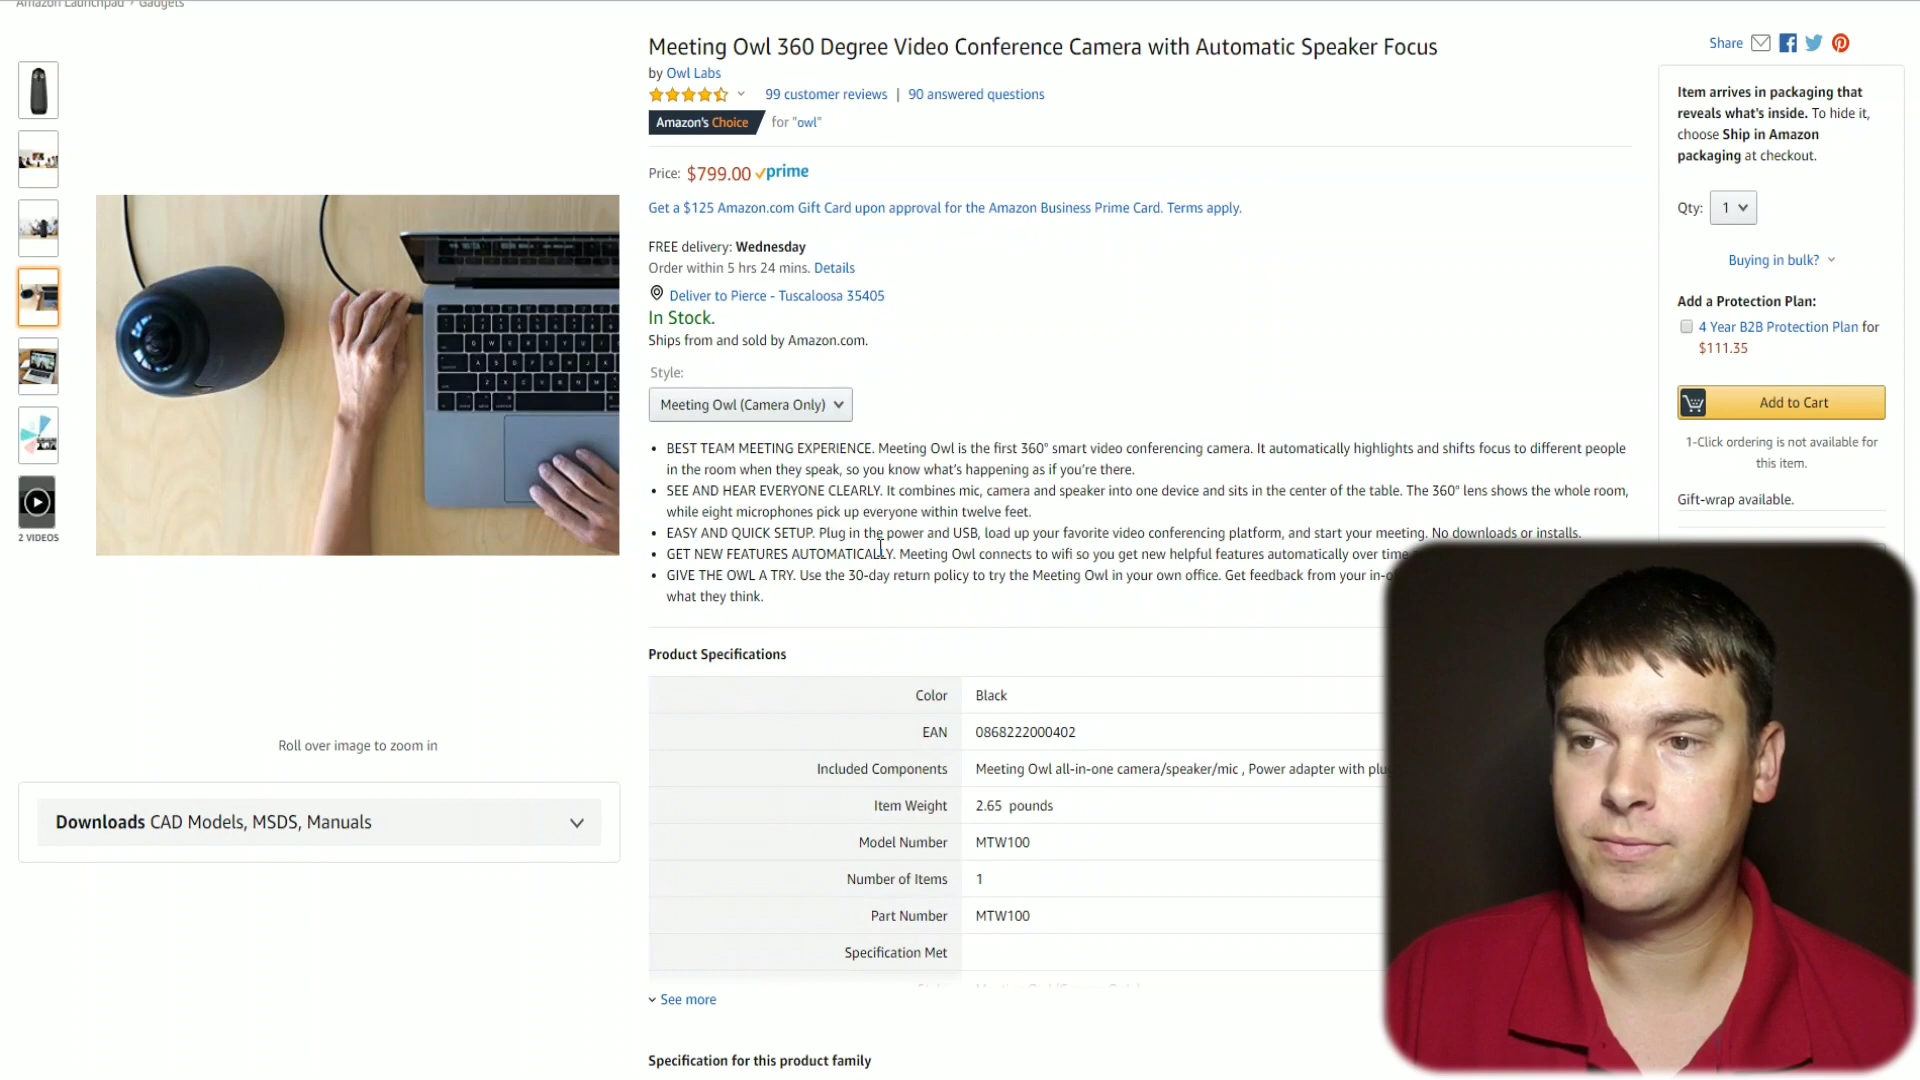 Amazon Launchpad › Gadgets
Meeting Owl 360 Degree Video Conference Camera with Automatic Speaker Focus
by Owl Labs
99 customer reviews | 90 answered questions
Amazon's Choice for "owl"
Price: $799.00 prime
Get a $125 Amazon.com Gift Card upon approval for the Amazon Business Prime Card. Terms apply.
FREE delivery: Wednesday
Order within 5 hrs 24 mins. Details
Deliver to Pierce - Tuscaloosa 35405
In Stock.
Ships from and sold by Amazon.com.
Style:
Meeting Owl (Camera Only)
• BEST TEAM MEETING EXPERIENCE. Meeting Owl is the first 360° smart video conferencing camera. It automatically highlights and shifts focus to different people
in the room when they speak, so you know what's happening as if you're there.
• SEE AND HEAR EVERYONE CLEARLY. It combines mic, camera and speaker into one device and sits in the center of the table. The 360° lens shows the whole room,
while eight microphones pick up everyone within twelve feet.
• EASY AND QUICK SETUP. Plug in the power and USB, load up your favorite video conferencing platform, and start your meeting. No downloads or installs.
• GET NEW FEATURES AUTOMATICALLY. Meeting Owl connects to wifi so you get new helpful features automatically over time
• GIVE THE OWL A TRY. Use the 30-day return policy to try the Meeting Owl in your own office. Get feedback from your in-o
what they think.
Product Specifications
Color Black
EAN 0868222000402
Included Components Meeting Owl all-in-one camera/speaker/mic , Power adapter with plu
Item Weight 2.65 pounds
Model Number MTW100
Number of Items 1
Part Number MTW100
Specification Met
See more
Specification for this product family
2 VIDEOS
Roll over image to zoom in
Downloads CAD Models, MSDS, Manuals
Share
Item arrives in packaging that
reveals what's inside. To hide it,
choose Ship in Amazon
packaging at checkout.
Qty: 1
Buying in bulk?
Add a Protection Plan:
4 Year B2B Protection Plan for
$111.35
Add to Cart
1-Click ordering is not available for
this item.
Gift-wrap available.